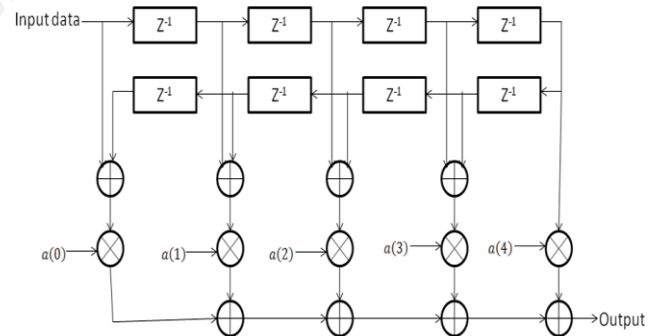 Input data
Z-1
Z-1
Z-1
Z-1
Z-1
Z-1
Z-1
Z-1
a(0)
a(1)
a(2)
a(3)
a(4)
Output